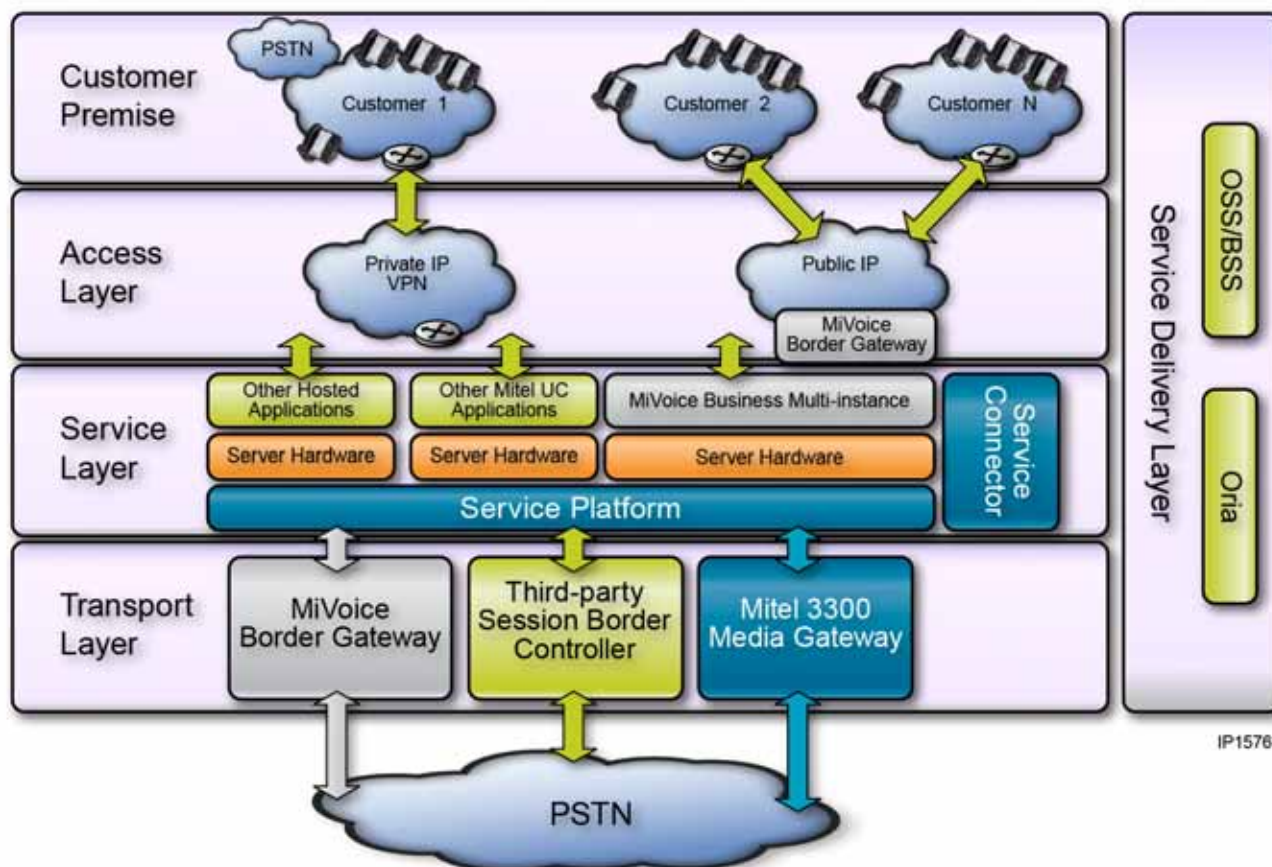 Customer
Premise
PSTN
Customer 1
Customer 2
Customer N
Access
Layer
Private IP
VPN
Public IP
MiVoice
Border Gateway
Service
Layer
Other Hosted
Applications
Other Mitel UC
Applications
MiVoice Business Multi-instance
Server Hardware
Server Hardware
Server Hardware
Service Platform
Service
Connector
Transport
Layer
MiVoice
Border Gateway
Third-party
Session Border
Controller
Mitel 3300
Media Gateway
PSTN
Service Delivery Layer
OSS/BSS
Oria
IP1576